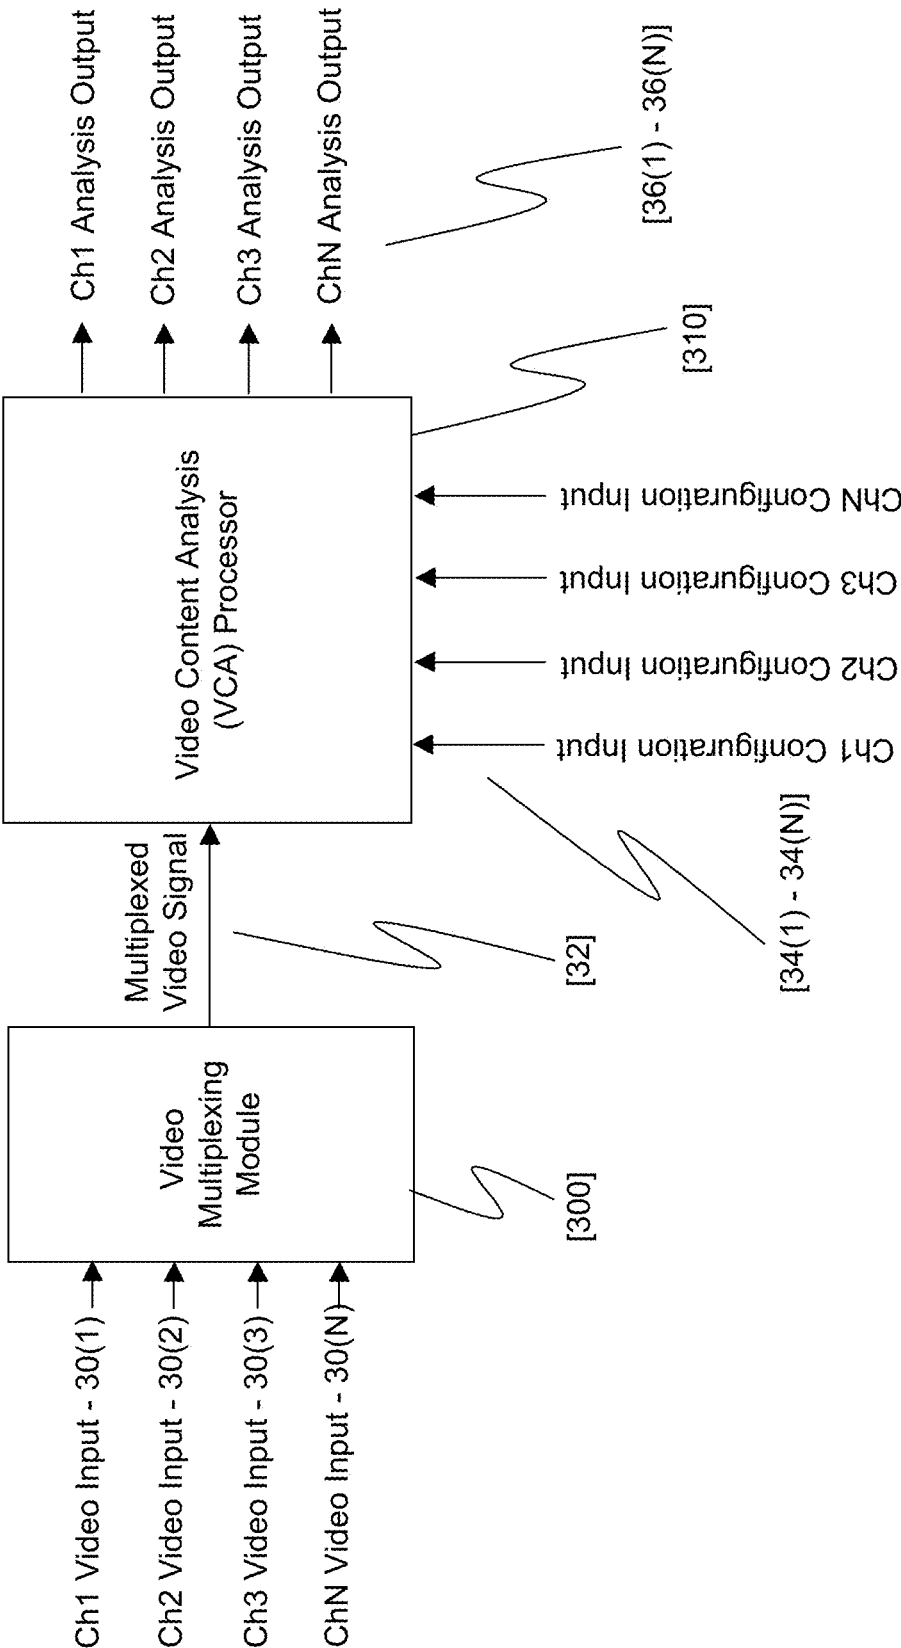 Ch1 Video Input - 30(1)
Ch2 Video Input - 30(2)
Ch3 Video Input - 30(3)
ChN Video Input - 30(N)
Video
Multiplexing
Module
[300]
Multiplexed
Video Signal
[32]
Video Content Analysis
(VCA) Processor
[310]
Ch1 Configuration Input
Ch2 Configuration Input
Ch3 Configuration Input
ChN Configuration Input
[34(1) - 34(N)]
Ch1 Analysis Output
Ch2 Analysis Output
Ch3 Analysis Output
ChN Analysis Output
[36(1) - 36(N)]